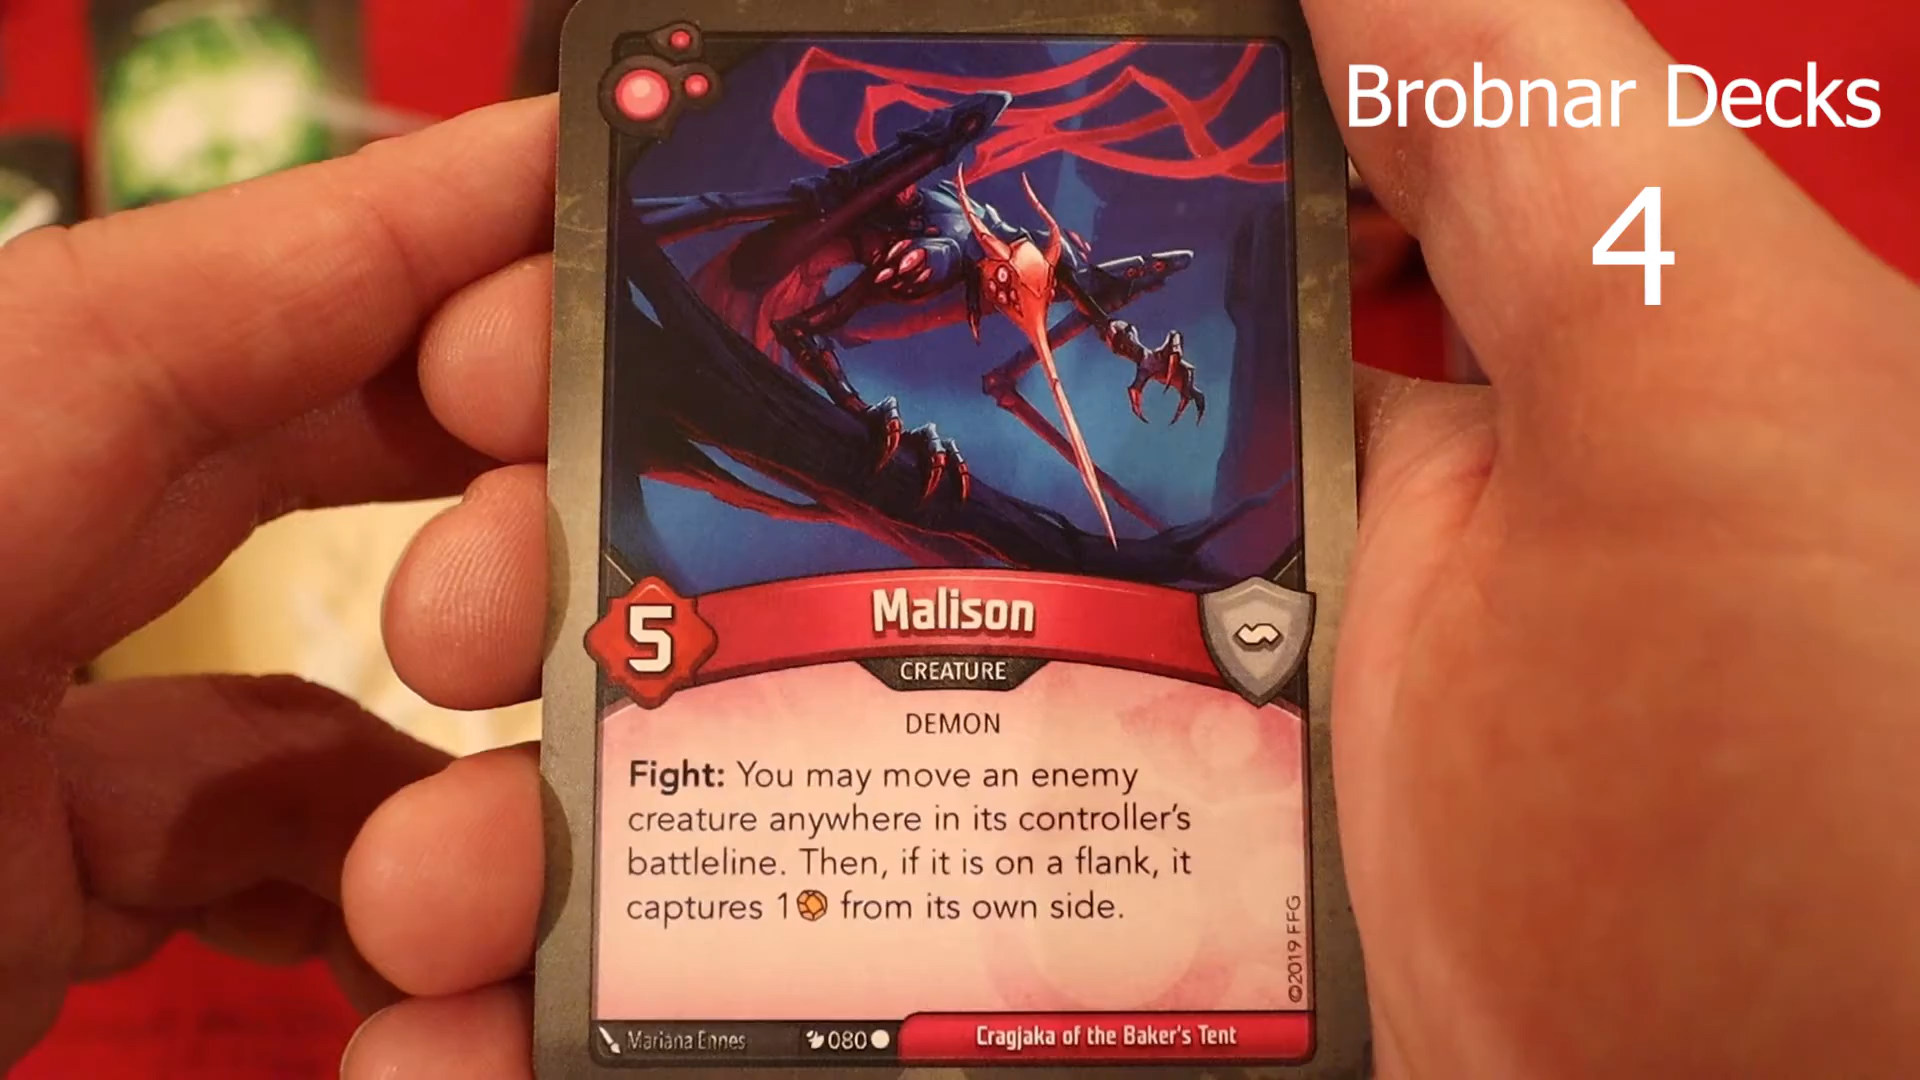 Brobnar Decks
4
Malison
5
CREATURE
DEMON
Fight: You may move an enemy
creature anywhere in its controller's
battleline. Then, if it is on a flank, it
captures 1 from its own side.
©2019 FFG
Mariana Ennes
080
Cragjaka of the Baker's Tent